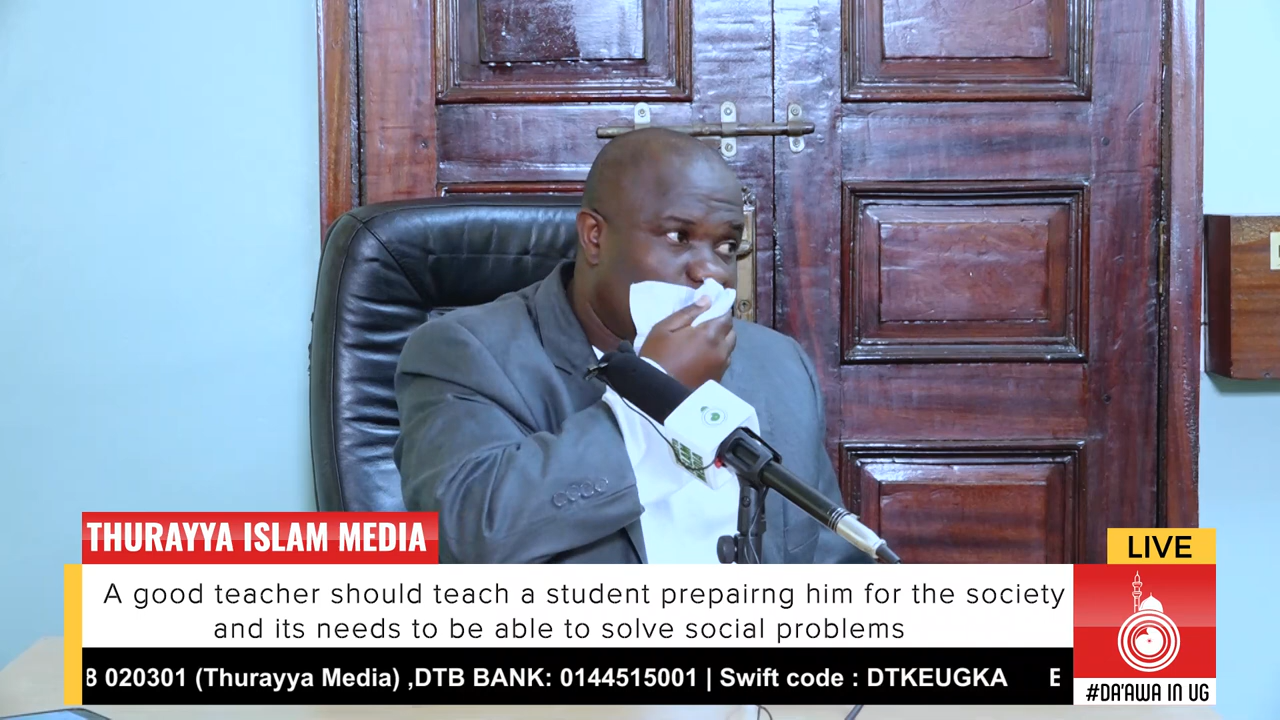 THURAYYA ISLAM MEDIA
LIVE
A good teacher should teach a student prepairng him for the society
and its needs to be able to solve social problems
8 020301 (Thurayya Media) ,DTB BANK: 0144515001 | Swift code : DTKEUGKA E
#DA'AWA IN UG